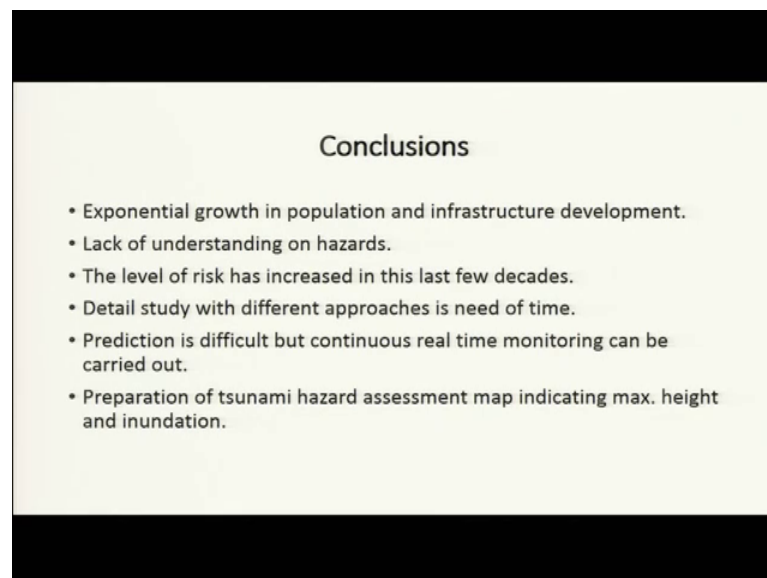 Conclusions
• Exponential growth in population and infrastructure development.
• Lack of understanding on hazards.
• The level of risk has increased in this last few decades.
• Detail study with different approaches is need of time.
• Prediction is difficult but continuous real time monitoring can be
carried out.
• Preparation of tsunami hazard assessment map indicating max. height
and inundation.